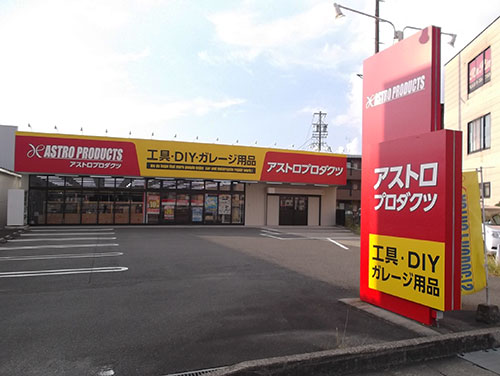 ASTRO PRODUCTS
アストロプロダクツ
工具・DIY・ガレージ用品
アストロプロダクツ
ASTRO PRODUCTS
アストロ
プロダクツ
工具・DIY
ガレージ用品